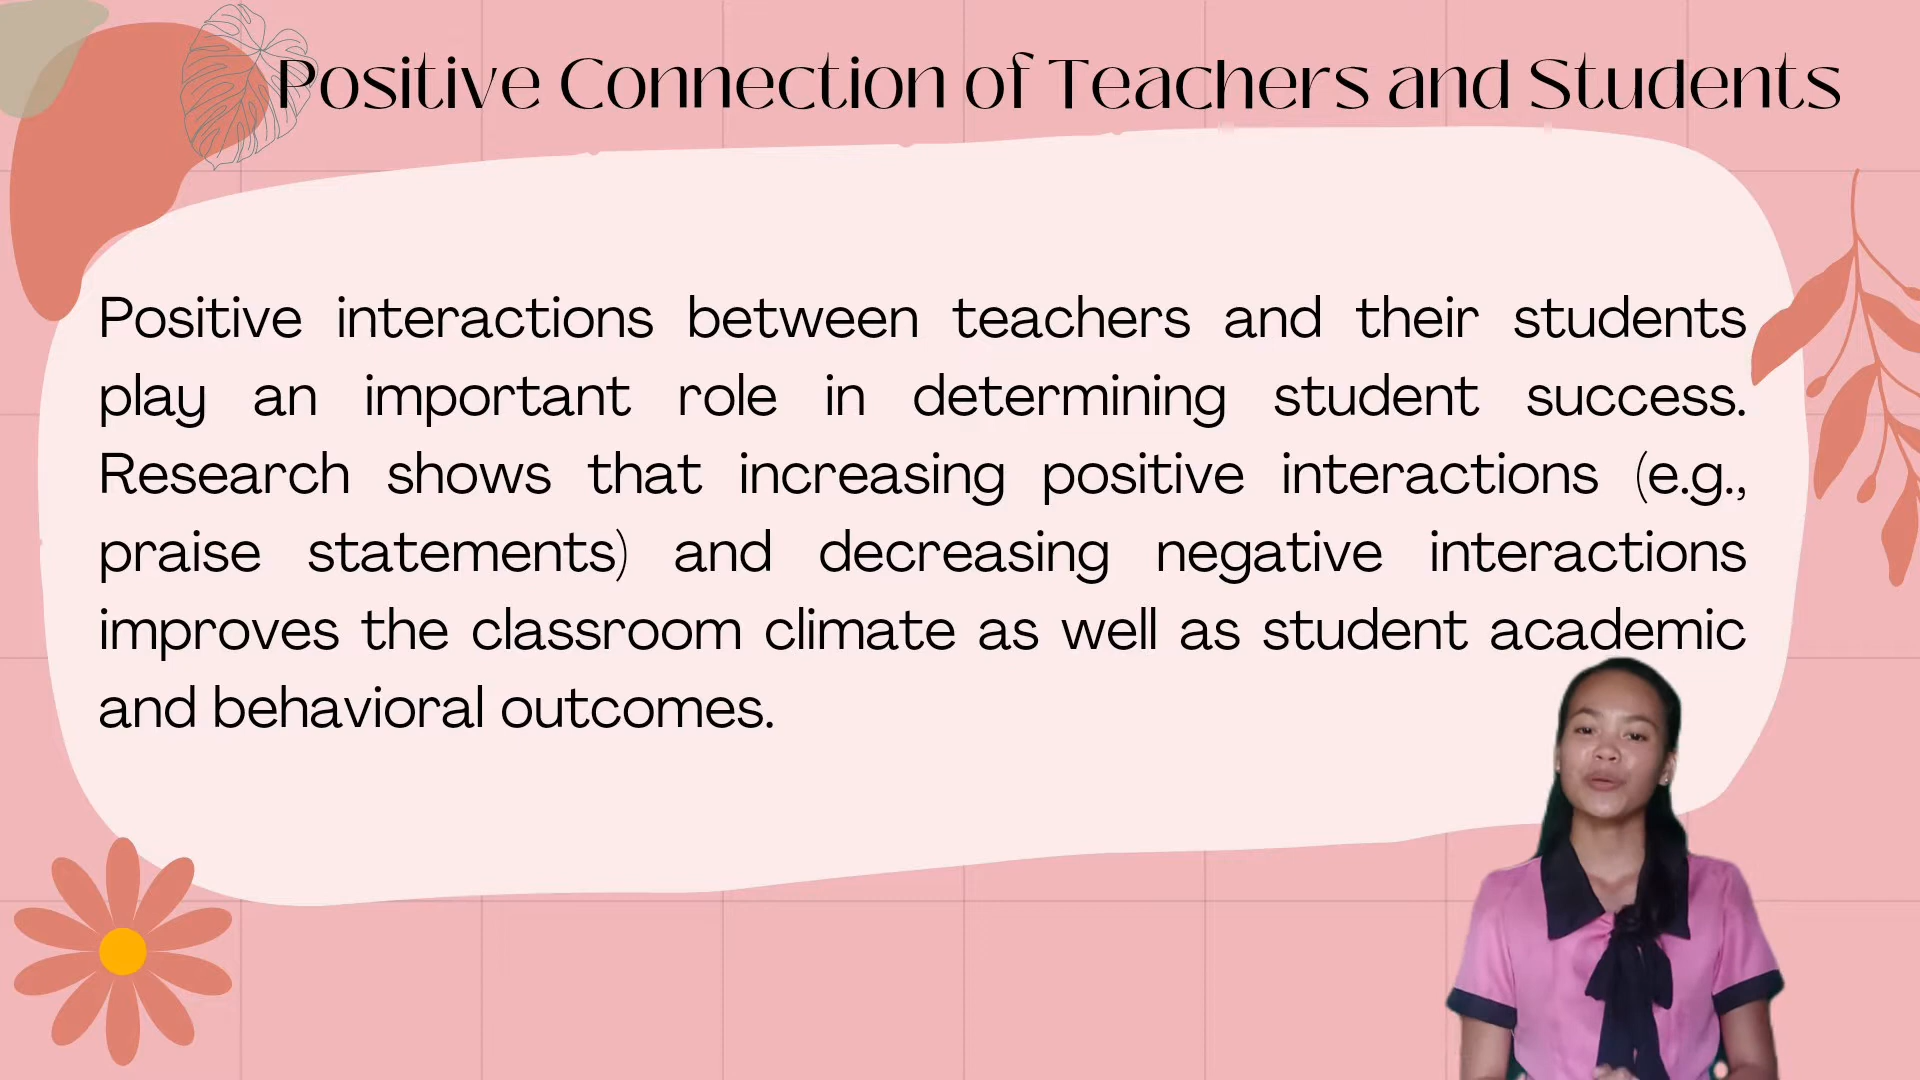 Positive Connection of Teachers and Students
Positive interactions between teachers and their students
play an important role in determining student success.
Research shows that increasing positive interactions (e.g.,
praise statements) and decreasing negative interactions
improves the classroom climate as well as student academic
and behavioral outcomes.